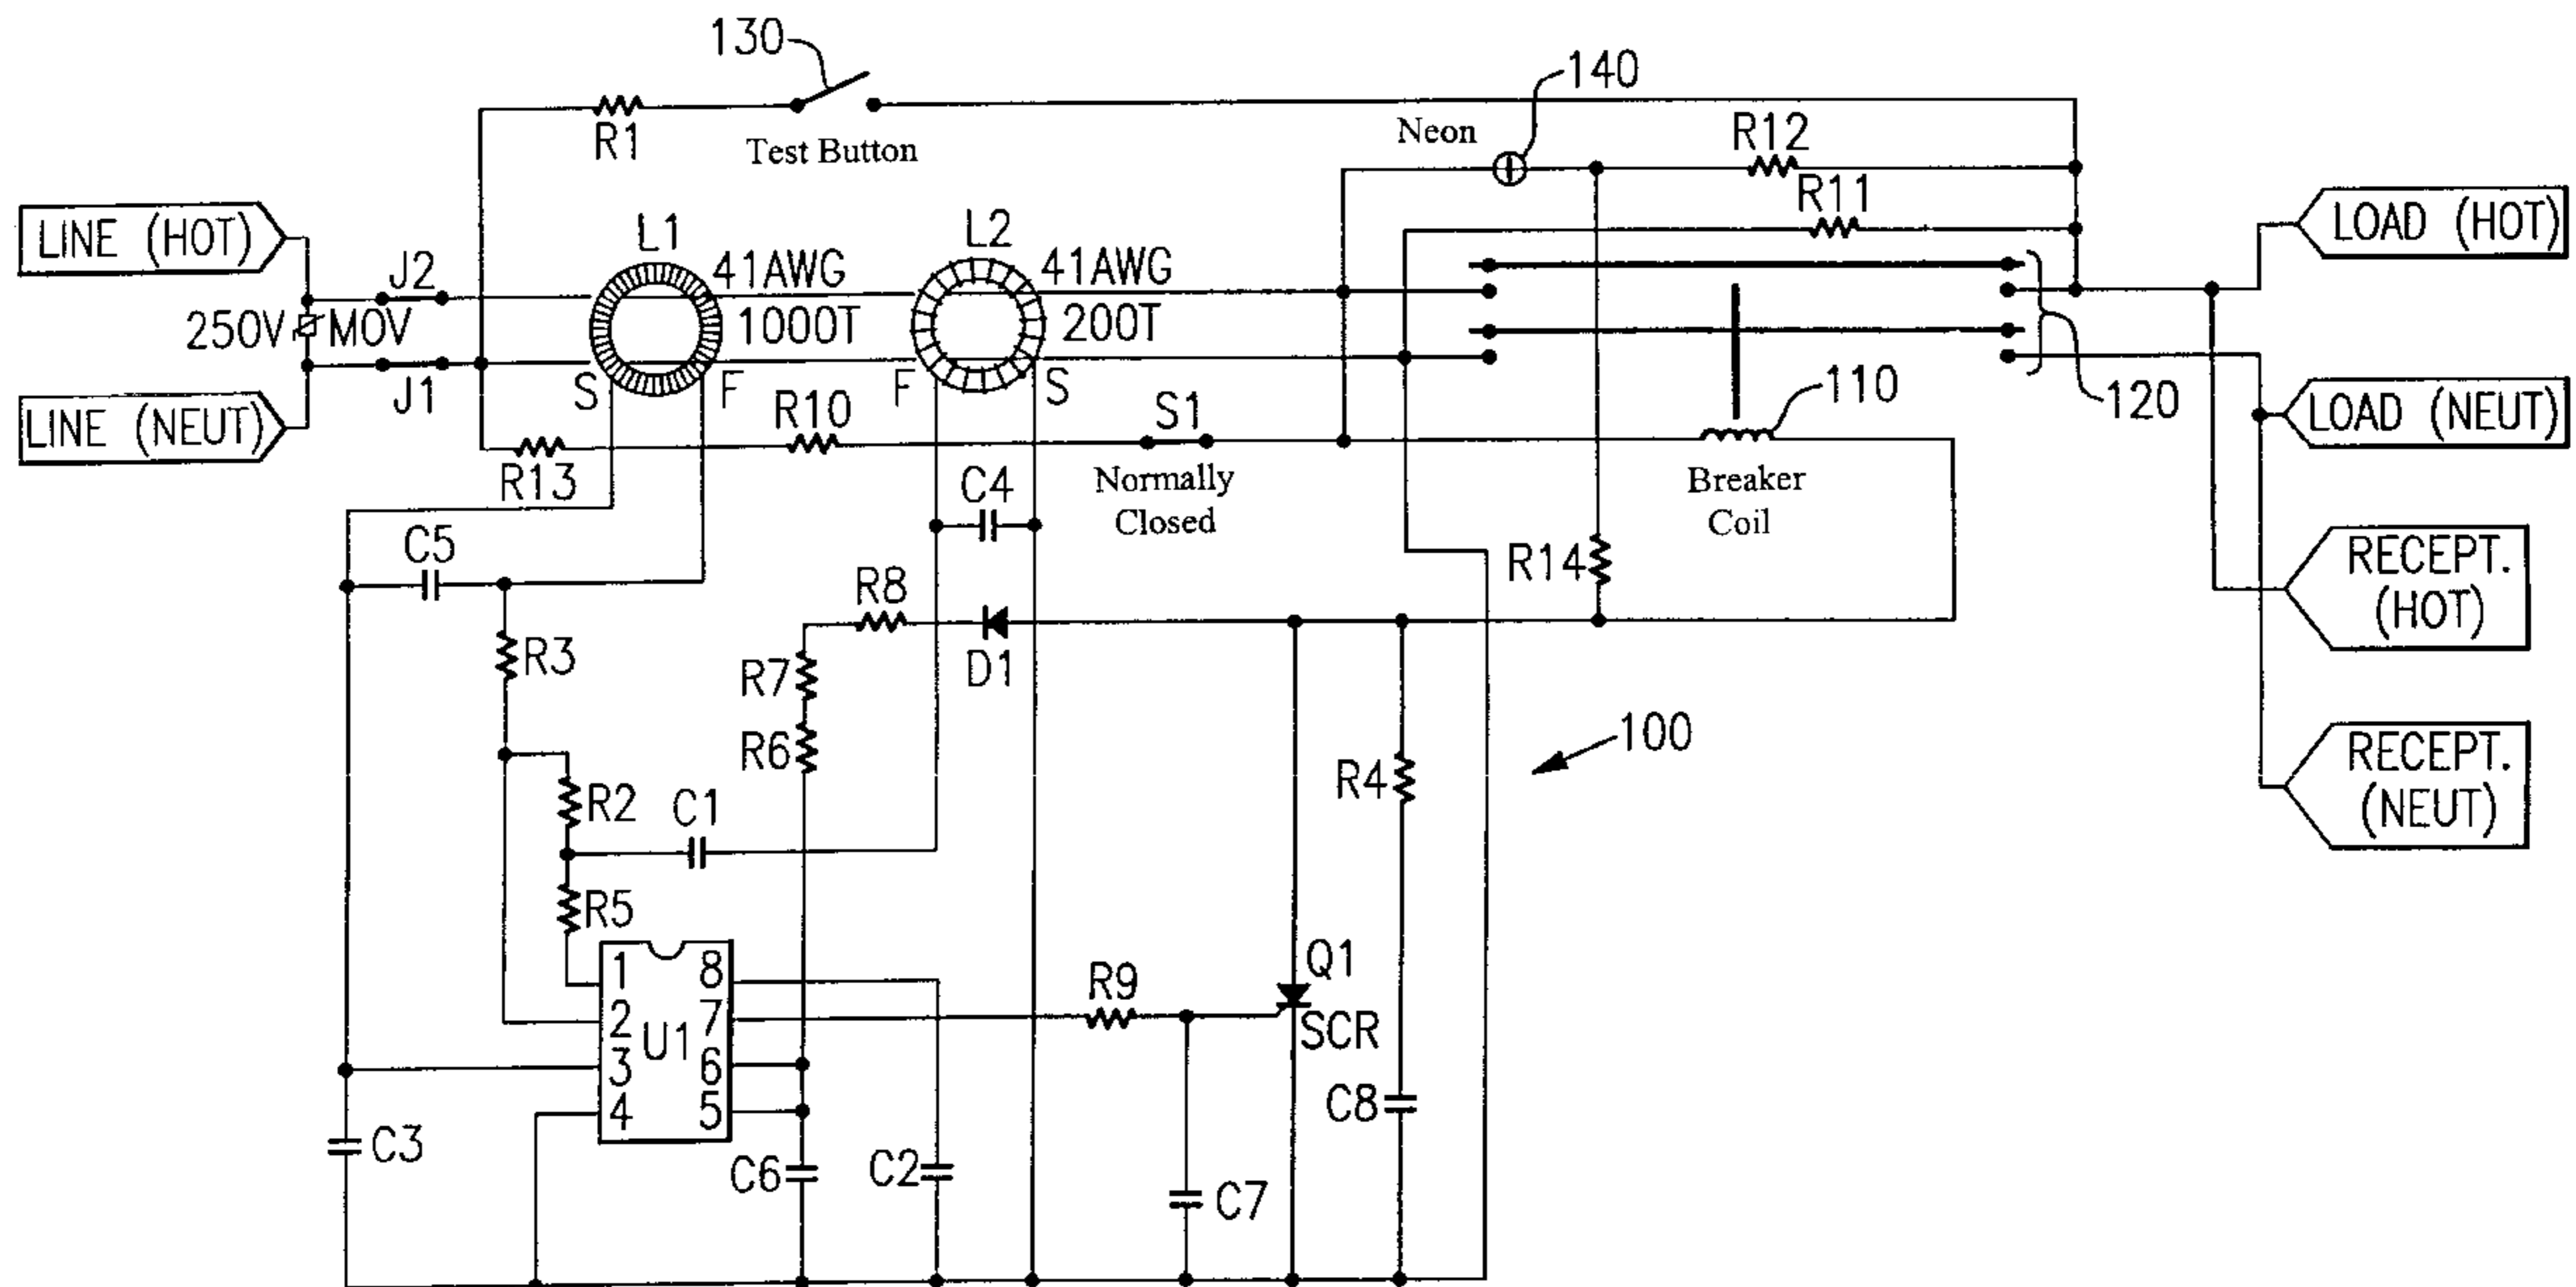 130
140
R1
Test Button
Neon
R12
R11
LINE (HOT)
J2
L1
41AWG
1000T
L2
41AWG
200T
LOAD (HOT)
250V
MOV
J1
S
F
F
S
LINE (NEUT)
R10
S1
110
120
LOAD (NEUT)
R13
C4
Normally
Closed
Breaker
Coil
C5
R14
RECEPT.
(HOT)
R8
R3
R7
D1
R6
100
R2
C1
R4
RECEPT.
(NEUT)
R5
1
2
3
4
U1
8
7
6
5
R9
Q1
SCR
C8
C3
C6
C2
C7